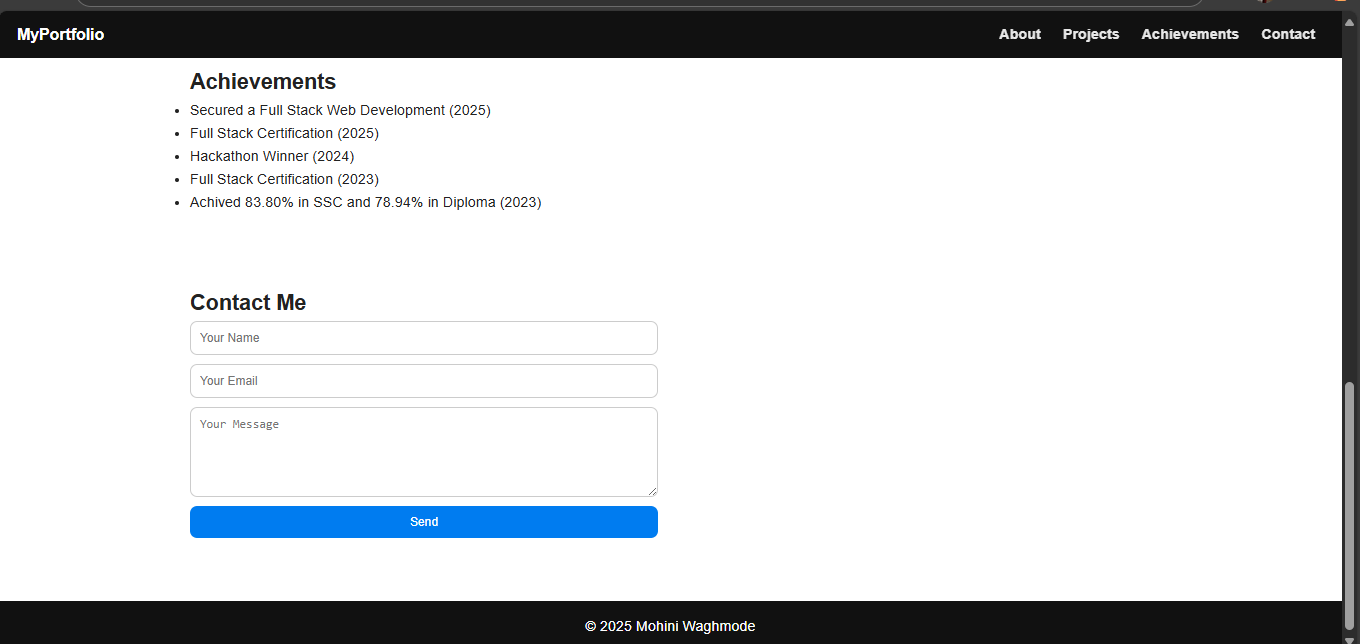 MyPortfolio
About Projects Achievements Contact
Achievements
Secured a Full Stack Web Development (2025)
Full Stack Certification (2025)
Hackathon Winner (2024)
Full Stack Certification (2023)
Achived 83.80% in SSC and 78.94% in Diploma (2023)
Contact Me
Your Name
Your Email
Your Message
Send
© 2025 Mohini Waghmode